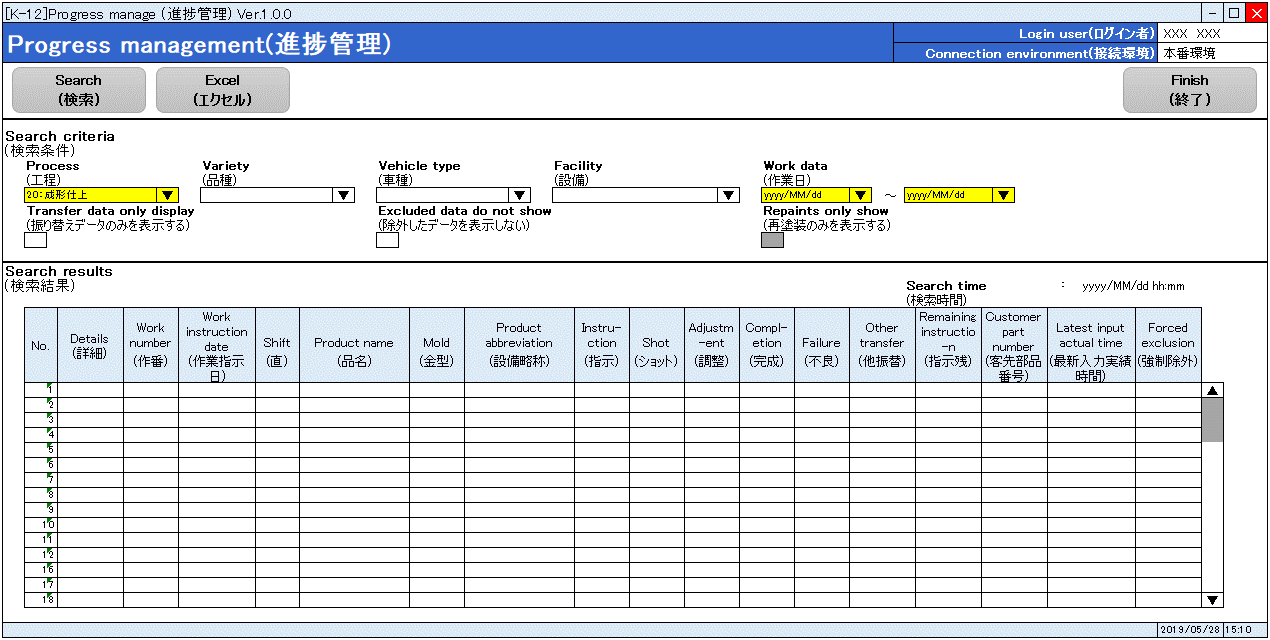 [K-12]Progress manage (進捗管理) Ver.1.0.0
Progress management(進捗管理)
Login user(ログイン者)
XXX XXX
Connection environment(接続環境)
本番環境
Search
(検索)
Excel
(エクセル)
Finish
(終了)
Search criteria
(検索条件)
Process
(工程)
20:成形仕上
Variety
(品種)
Vehicle type
(車種)
Facility
(設備)
Work data
(作業日)
yyyy/MM/dd
～
yyyy/MM/dd
Transfer data only display
(振り替えデータのみを表示する)
Excluded data do not show
(除外したデータを表示しない)
Repaints only show
(再塗装のみを表示する)
Search results
(検索結果)
Search time
(検索時間)
:
yyyy/MM/dd hh:mm
No.
Details
(詳細)
Work
number
(作番)
Work
instruction
date
(作業指示
日)
Shift
(直)
Product name
(品名)
Mold
(金型)
Product
abbreviation
(設備略称)
Instru-
ction
(指示)
Shot
(ショット)
Adjustm
-ent
(調整)
Compl-
etion
(完成)
Failure
(不良)
Other
transfer
(他振替)
Remaining
instructio
-n
(指示残)
Customer
part
number
(客先部品
番号)
Latest input
actual time
(最新入力実績
時間)
Forced
exclusion
(強制除外)
1
2
3
4
5
6
7
8
9
10
11
12
16
17
18
2019/05/28
15:10